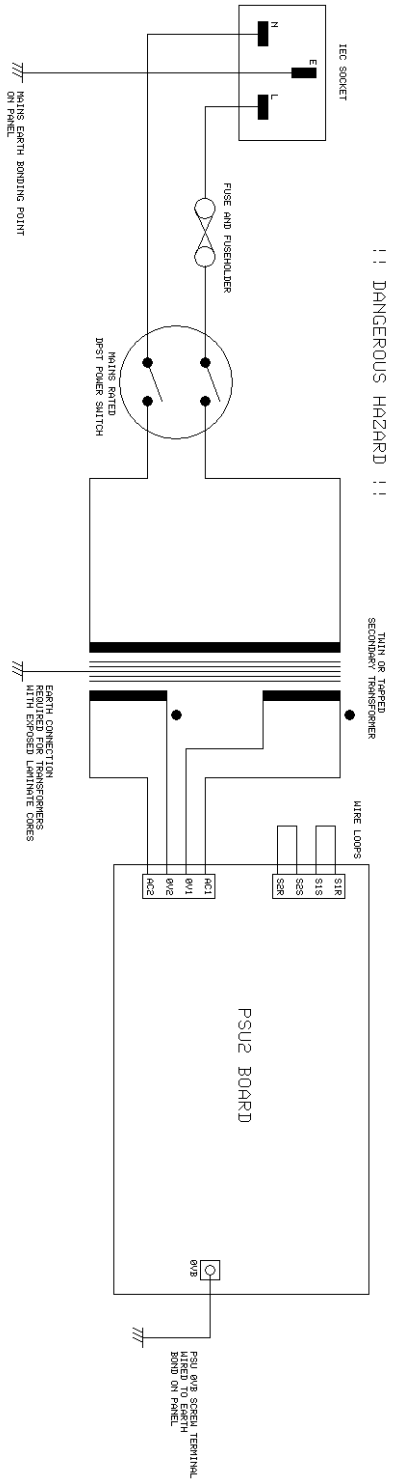 !! DANGEROUS HAZARD !!
IEC SOCKET
N
E
L
MAINS EARTH BONDING POINT
ON PANEL
FUSE AND FUSEHOLDER
MAINS RATED
DPST POWER SWITCH
TWIN OR TAPPED
SECONDARY TRANSFORMER
EARTH CONNECTION
REQUIRED FOR TRANSFORMERS
WITH EXPOSED LAMINATE CORES
WIRE LOOPS
S1R
S1S
S2S
S2R
AC1
0V1
0V2
AC2
PSU2 BOARD
0VB
PSU 0VB SCREW TERMINAL
WIRED TO EARTH
BOND ON PANEL